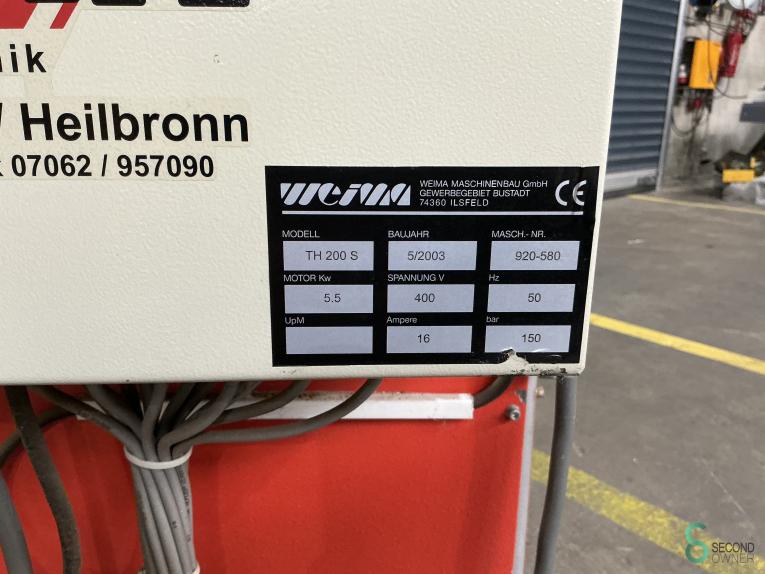 nik
Heilbronn
07062 / 957090
weima
WEIMA MASCHINENBAU GmbH
GEWERBEGEBIET BUSTADT
74360 ILSFELD
CE
MODELL BAUJAHR MASCH.- NR.
TH 200 S 5/2003 920-580
MOTOR Kw SPANNUNG V Hz
5.5 400 50
UpM Ampere bar
16 150
SECOND
OWNER